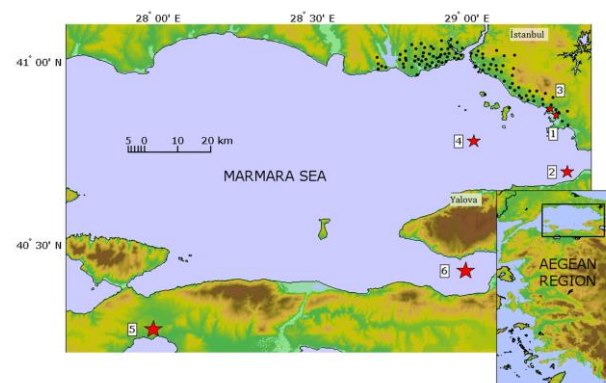 28° 00' E
28° 30' E
29° 00' E
İstanbul
41° 00' N
3
5 0 10 20 km
4
1
MARMARA SEA
2
Yalova
40° 30' N
6
AEGEAN
REGION
5